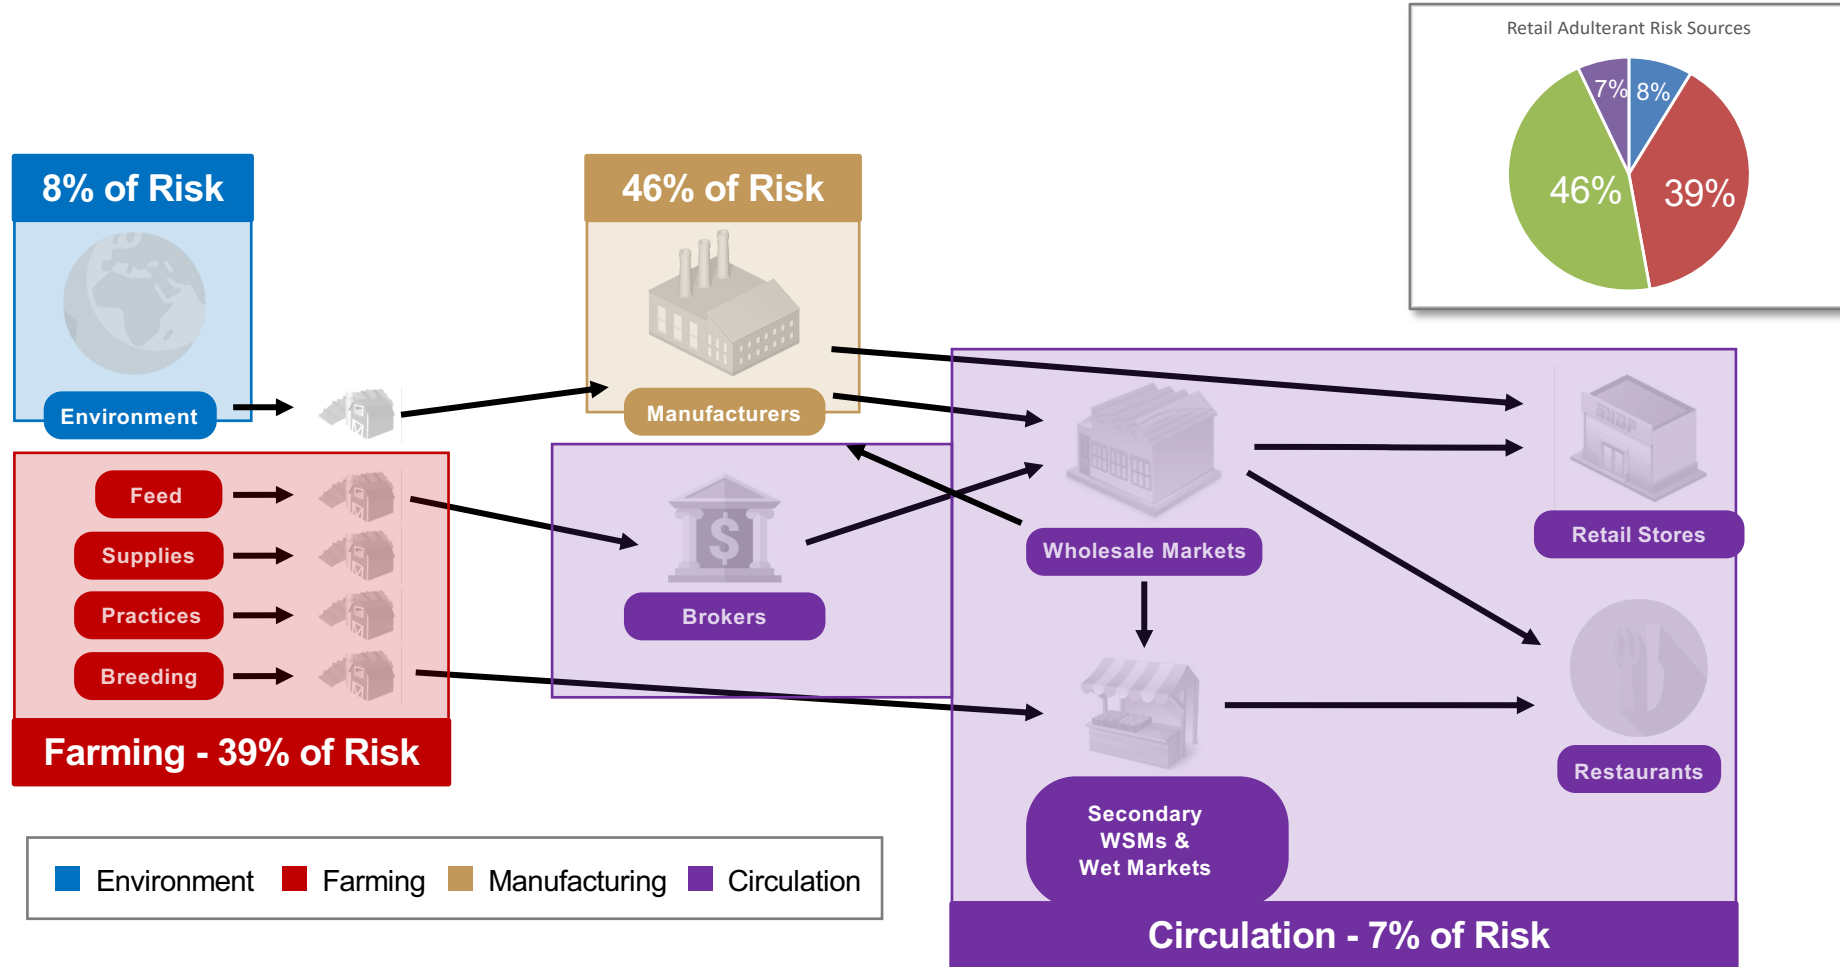 Retail Adulterant Risk Sources
7%
8%
46%
39%
8% of Risk
46% of Risk
Environment
Manufacturers
Feed
Supplies
Practices
Breeding
Farming - 39% of Risk
$
Brokers
Wholesale Markets
SHOP
Retail Stores
Restaurants
Secondary
WSMs &
Wet Markets
Circulation - 7% of Risk
Environment
Farming
Manufacturing
Circulation